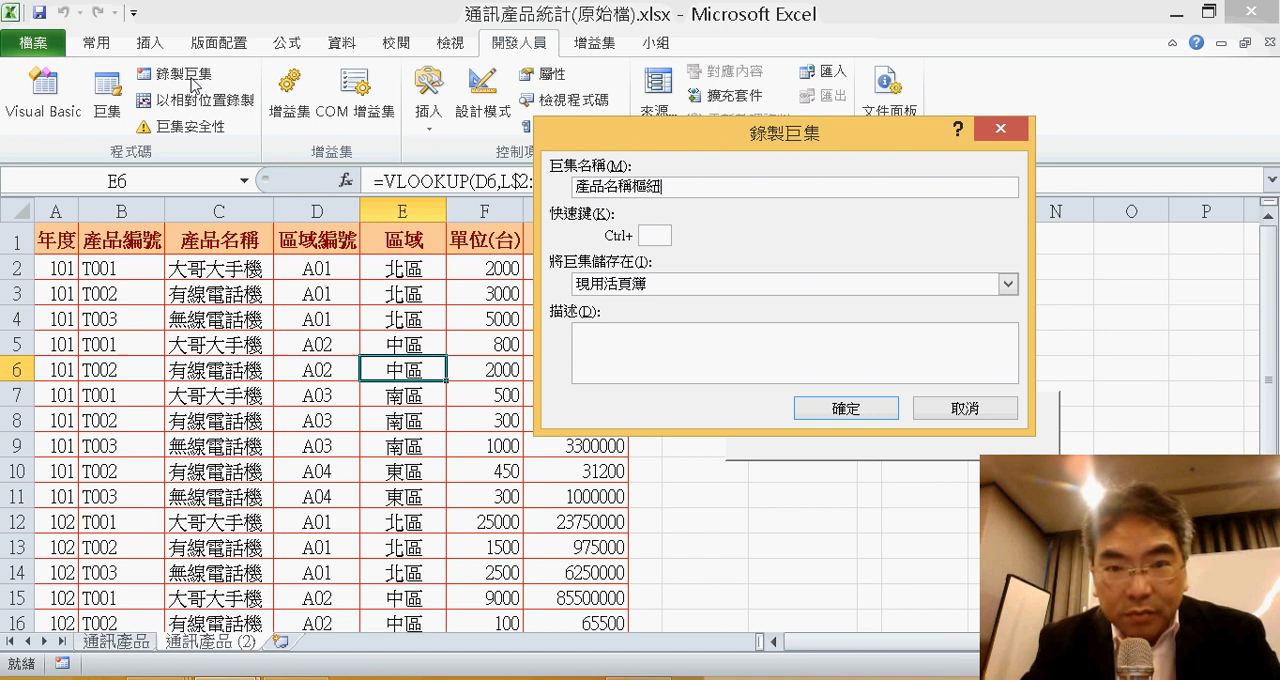 通訊產品統計(原始檔).xlsx - Microsoft Excel
檔案 常用 插入 版面配置 公式 資料 校閱 檢視 開發人員 增益集 小組
Visual Basic 巨集 錄製巨集 以相對位置錄製 巨集安全性 程式碼
增益集 COM 增益集 增益集
插入 設計模式 屬性 檢視程式碼 控制項
來源... 對應內容 擴充套件 匯入 匯出
文件面板
E6 fx =VLOOKUP(D6,L$2:
A B C D E F N O P
1 年度 產品編號 產品名稱 區域編號 區域 單位(台)
2 101 T001 大哥大手機 A01 北區 2000
3 101 T002 有線電話機 A01 北區 3000
4 101 T003 無線電話機 A01 北區 5000
5 101 T001 大哥大手機 A02 中區 800
6 101 T002 有線電話機 A02 中區 2000
7 101 T001 大哥大手機 A03 南區 500
8 101 T002 有線電話機 A03 南區 300
9 101 T003 無線電話機 A03 南區 1000 3300000
10 101 T002 有線電話機 A04 東區 450 31200
11 101 T003 無線電話機 A04 東區 300 1000000
12 102 T001 大哥大手機 A01 北區 25000 23750000
13 102 T002 有線電話機 A01 北區 1500 975000
14 102 T003 無線電話機 A01 北區 2500 6250000
15 102 T001 大哥大手機 A02 中區 9000 85500000
16 102 T002 有線電話機 A02 中區 100 65500
通訊產品 通訊產品 (2)
就緒
錄製巨集
? ×
巨集名稱(M):
產品名稱樞紐
快速鍵(K):
Ctrl+
將巨集儲存在(I):
現用活頁簿
描述(D):
確定 取消